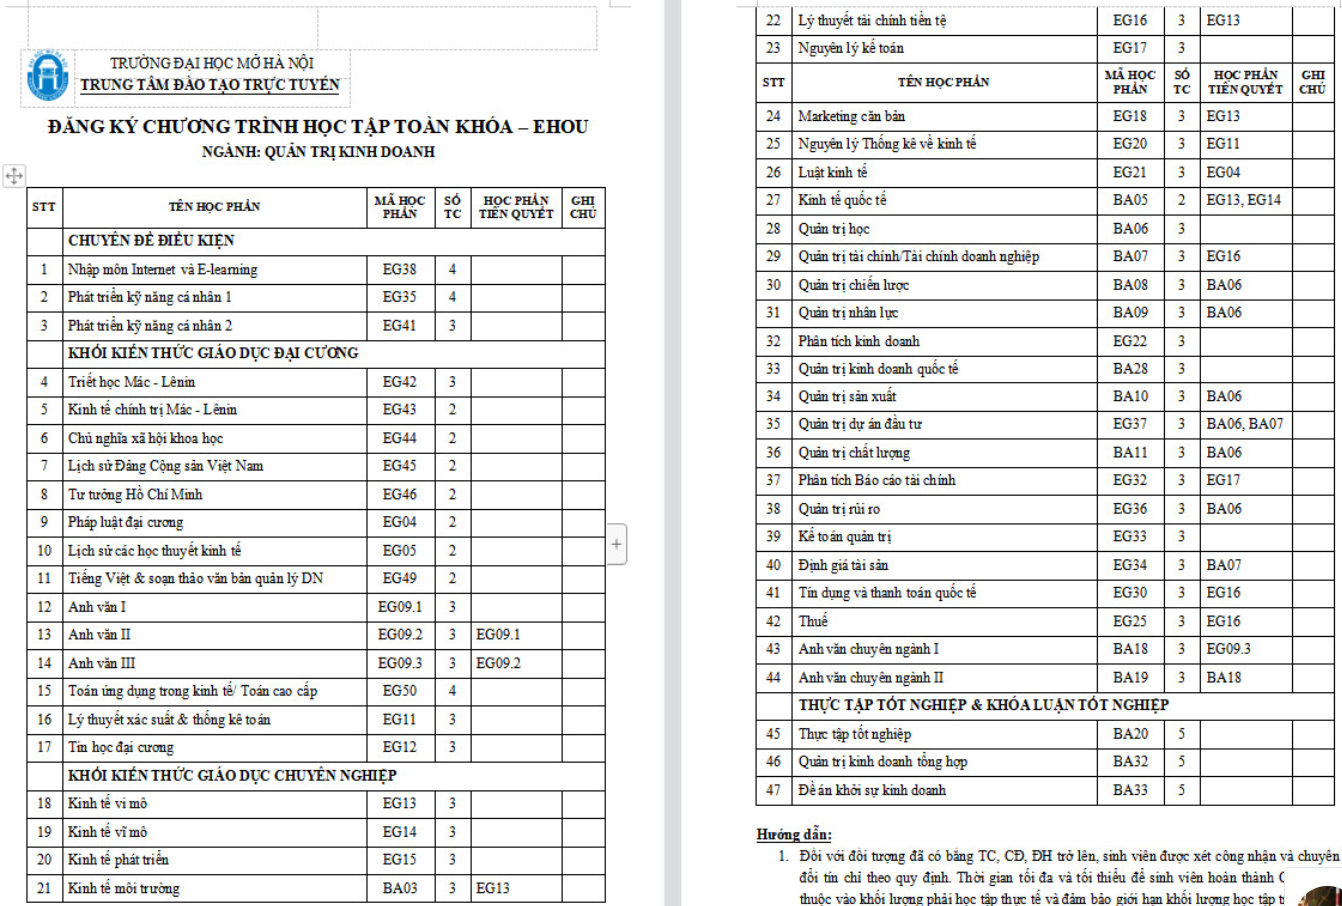 TRƯỜNG ĐẠI HỌC MỞ HÀ NỘI
TRUNG TÂM ĐÀO TẠO TRỰC TUYẾN
ĐĂNG KÝ CHƯƠNG TRÌNH HỌC TẬP TOÀN KHÓA – EHOU
NGÀNH: QUẢN TRỊ KINH DOANH
STT TÊN HỌC PHẦN MÃ HỌC PHẦN SỐ TC HỌC PHẦN TIÊN QUYẾT GHI CHÚ
CHUYÊN ĐỀ ĐIỀU KIỆN
1 Nhập môn Internet và E-learning EG38 4
2 Phát triển kỹ năng cá nhân 1 EG35 4
3 Phát triển kỹ năng cá nhân 2 EG41 3
KHỐI KIẾN THỨC GIÁO DỤC ĐẠI CƯƠNG
4 Triết học Mác - Lênin EG42 3
5 Kinh tế chính trị Mác - Lênin EG43 2
6 Chủ nghĩa xã hội khoa học EG44 2
7 Lịch sử Đảng Cộng sản Việt Nam EG45 2
8 Tư tưởng Hồ Chí Minh EG46 2
9 Pháp luật đại cương EG04 2
10 Lịch sử các học thuyết kinh tế EG05 2
11 Tiếng Việt & soạn thảo văn bản quản lý DN EG49 2
12 Anh văn I EG09.1 3
13 Anh văn II EG09.2 3 EG09.1
14 Anh văn III EG09.3 3 EG09.2
15 Toán ứng dụng trong kinh tế/ Toán cao cấp EG50 4
16 Lý thuyết xác suất & thống kê toán EG11 3
17 Tin học đại cương EG12 3
KHỐI KIẾN THỨC GIÁO DỤC CHUYÊN NGHIỆP
18 Kinh tế vi mô EG13 3
19 Kinh tế vĩ mô EG14 3
20 Kinh tế phát triển EG15 3
21 Kinh tế môi trường BA03 3 EG13
22 Lý thuyết tài chính tiền tệ EG16 3 EG13
23 Nguyên lý kế toán EG17 3
STT TÊN HỌC PHẦN MÃ HỌC PHẦN SỐ TC HỌC PHẦN TIÊN QUYẾT GHI CHÚ
24 Marketing căn bản EG18 3 EG13
25 Nguyên lý Thống kê về kinh tế EG20 3 EG11
26 Luật kinh tế EG21 3 EG04
27 Kinh tế quốc tế BA05 2 EG13, EG14
28 Quản trị học BA06 3
29 Quản trị tài chính/Tài chính doanh nghiệp BA07 3 EG16
30 Quản trị chiến lược BA08 3 BA06
31 Quản trị nhân lực BA09 3 BA06
32 Phân tích kinh doanh EG22 3
33 Quản trị kinh doanh quốc tế BA28 3
34 Quản trị sản xuất BA10 3 BA06
35 Quản trị dự án đầu tư EG37 3 BA06, BA07
36 Quản trị chất lượng BA11 3 BA06
37 Phân tích Báo cáo tài chính EG32 3 EG17
38 Quản trị rủi ro EG36 3 BA06
39 Kế toán quản trị EG33 3
40 Định giá tài sản EG34 3 BA07
41 Tín dụng và thanh toán quốc tế EG30 3 EG16
42 Thuế EG25 3 EG16
43 Anh văn chuyên ngành I BA18 3 EG09.3
44 Anh văn chuyên ngành II BA19 3 BA18
THỰC TẬP TỐT NGHIỆP & KHÓA LUẬN TỐT NGHIỆP
45 Thực tập tốt nghiệp BA20 5
46 Quản trị kinh doanh tổng hợp BA32 5
47 Đề án khởi sự kinh doanh BA33 5
Hướng dẫn:
1. Đối với đối tượng đã có bằng TC, CĐ, ĐH trở lên, sinh viên được xét công nhận và chuyên
đổi tín chỉ theo quy định. Thời gian tối đa và tối thiểu để sinh viên hoàn thành
thuộc vào khối lượng phải học tập thực tế và đảm bảo giới hạn khối lượng học tập